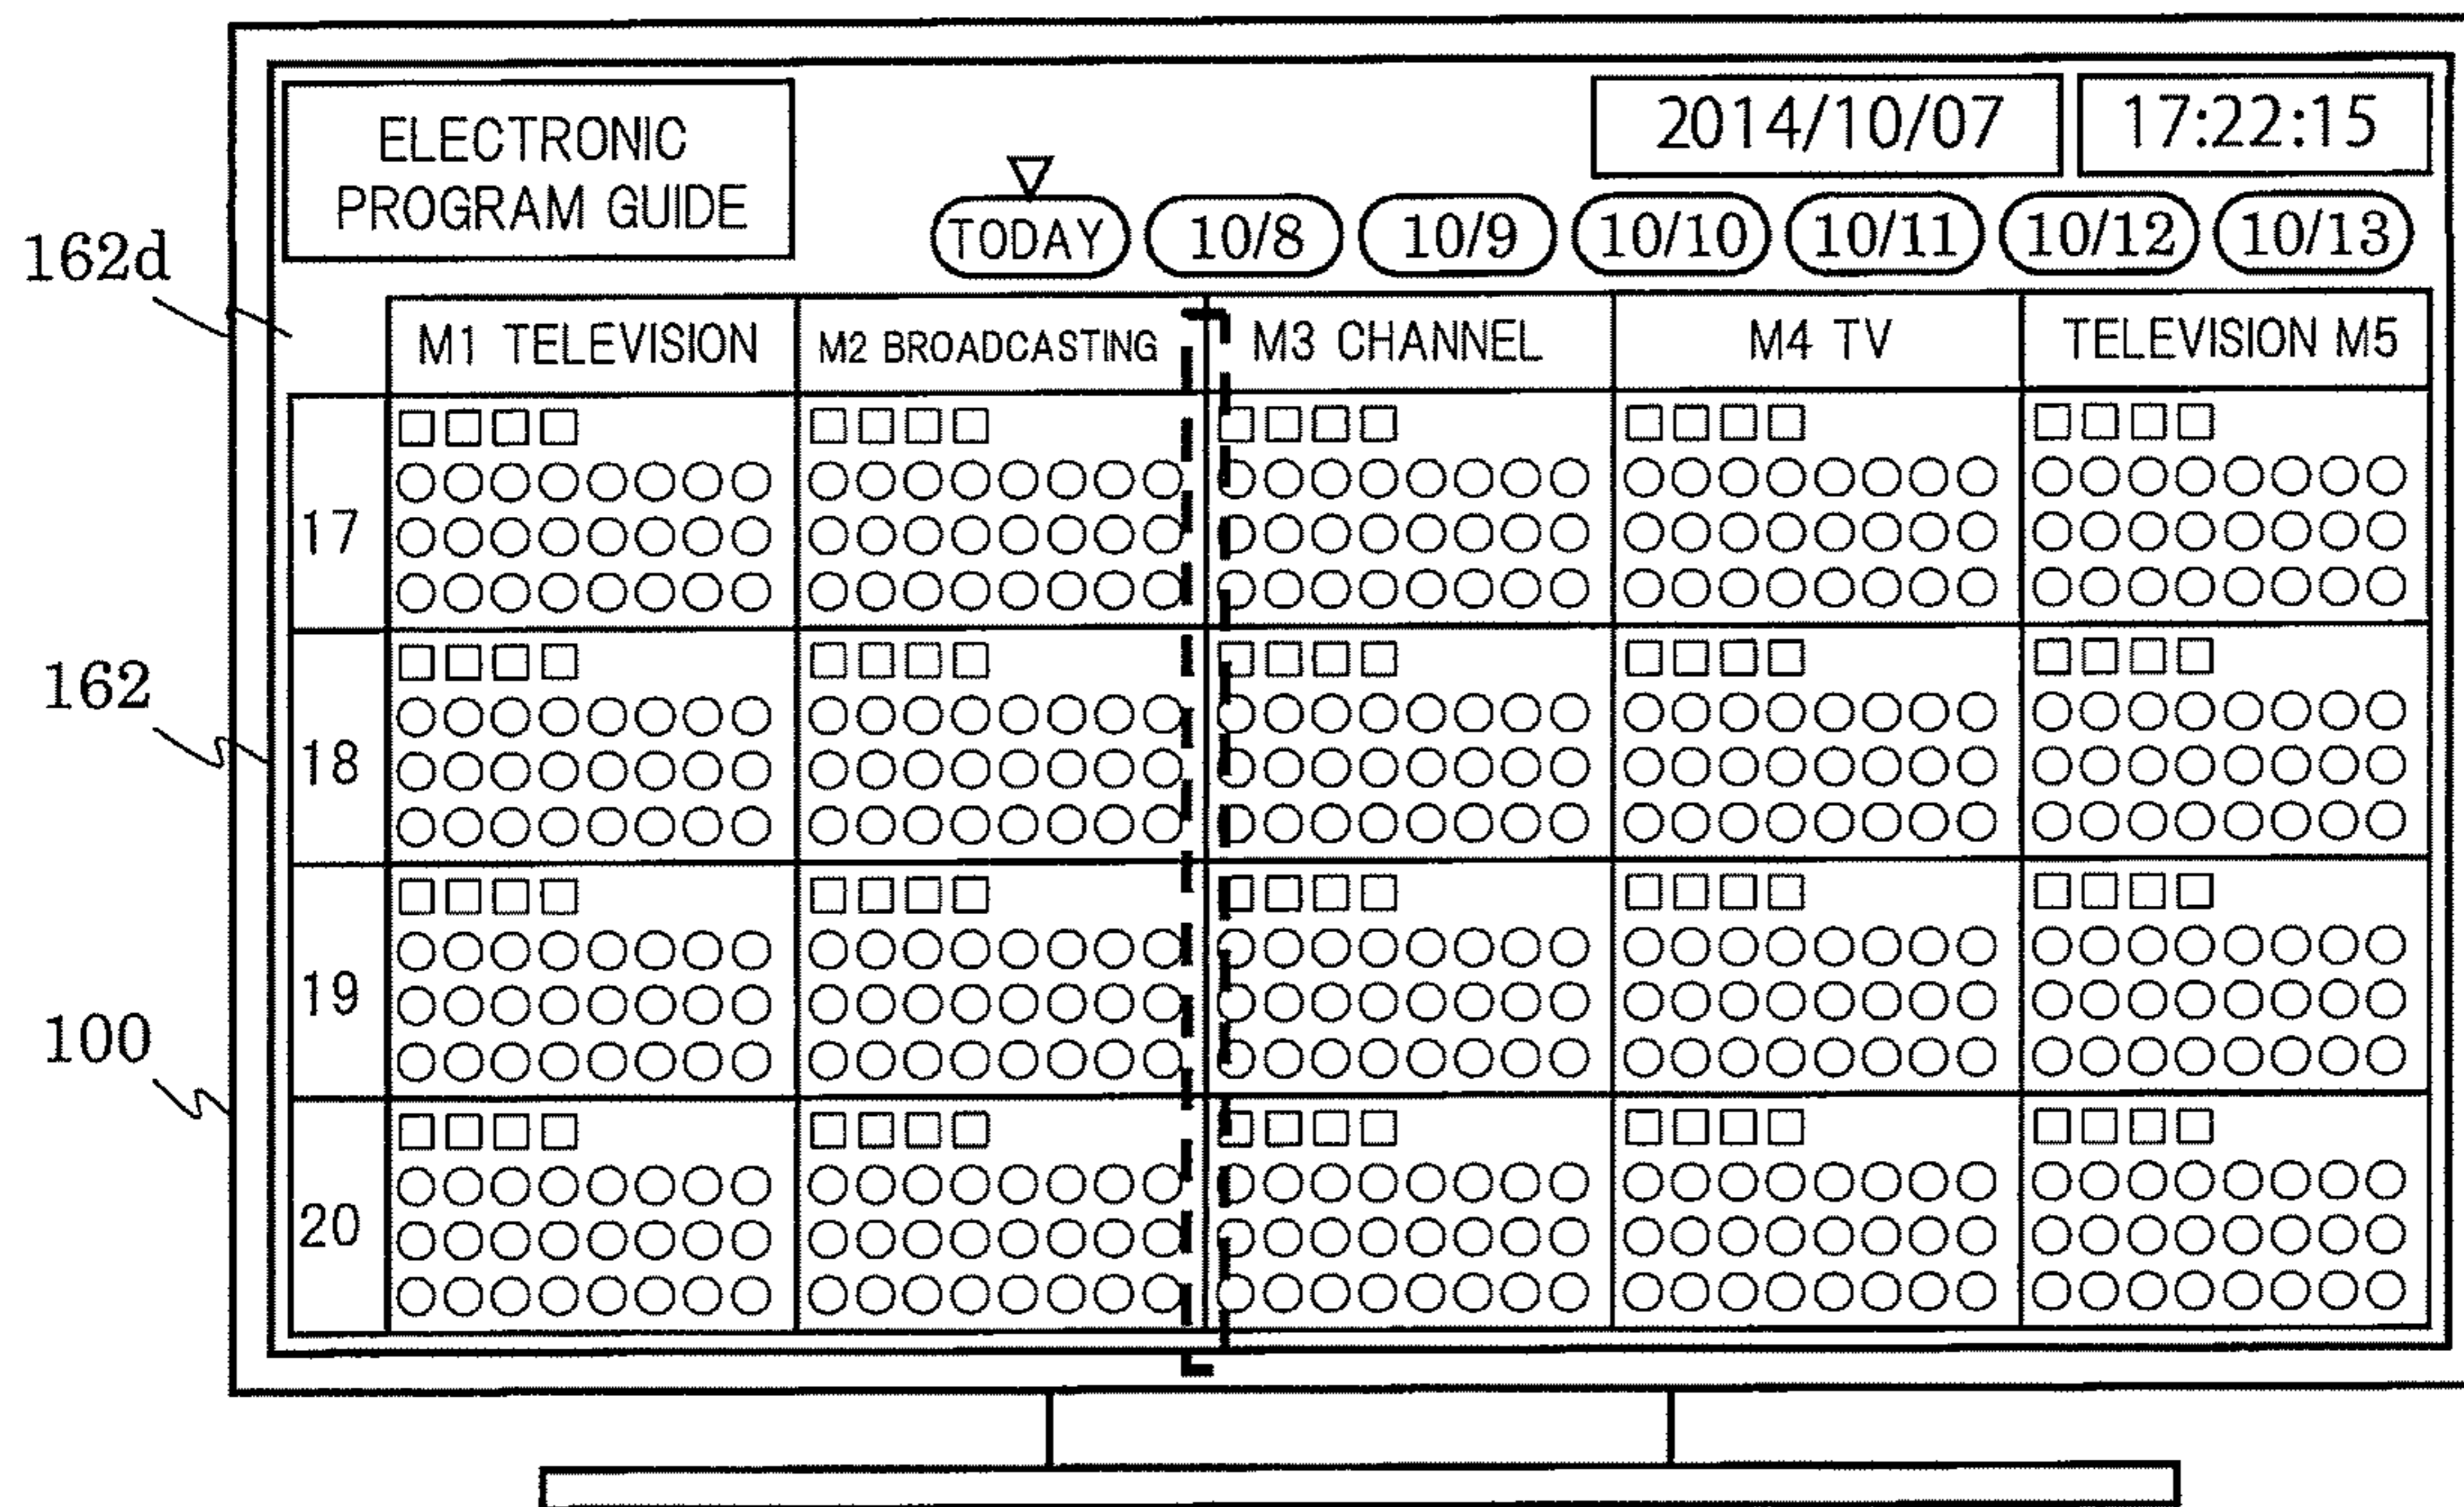 ELECTRONIC
PROGRAM GUIDE
2014/10/07 17:22:15
TODAY 10/8 10/9 10/10 10/11 10/12 10/13
162d
M1 TELEVISION M2 BROADCASTING M3 CHANNEL M4 TV TELEVISION M5
□□□□ □□□□ □□□□ □□□□ □□□□
○○○○○○○○ ○○○○○○○○ ○○○○○○○○ ○○○○○○○○ ○○○○○○○○
17 ○○○○○○○○ ○○○○○○○○ ○○○○○○○○ ○○○○○○○○ ○○○○○○○○
○○○○○○○○ ○○○○○○○○ ○○○○○○○○ ○○○○○○○○ ○○○○○○○○
162
□□□□ □□□□ □□□□ □□□□ □□□□
○○○○○○○○ ○○○○○○○○ ○○○○○○○○ ○○○○○○○○ ○○○○○○○○
18 ○○○○○○○○ ○○○○○○○○ ○○○○○○○○ ○○○○○○○○ ○○○○○○○○
○○○○○○○○ ○○○○○○○○ ○○○○○○○○ ○○○○○○○○ ○○○○○○○○
□□□□ □□□□ □□□□ □□□□ □□□□
○○○○○○○○ ○○○○○○○○ ○○○○○○○○ ○○○○○○○○ ○○○○○○○○
19 ○○○○○○○○ ○○○○○○○○ ○○○○○○○○ ○○○○○○○○ ○○○○○○○○
100
○○○○○○○○ ○○○○○○○○ ○○○○○○○○ ○○○○○○○○ ○○○○○○○○
□□□□ □□□□ □□□□ □□□□ □□□□
○○○○○○○○ ○○○○○○○○ ○○○○○○○○ ○○○○○○○○ ○○○○○○○○
20 ○○○○○○○○ ○○○○○○○○ ○○○○○○○○ ○○○○○○○○ ○○○○○○○○
○○○○○○○○ ○○○○○○○○ ○○○○○○○○ ○○○○○○○○ ○○○○○○○○